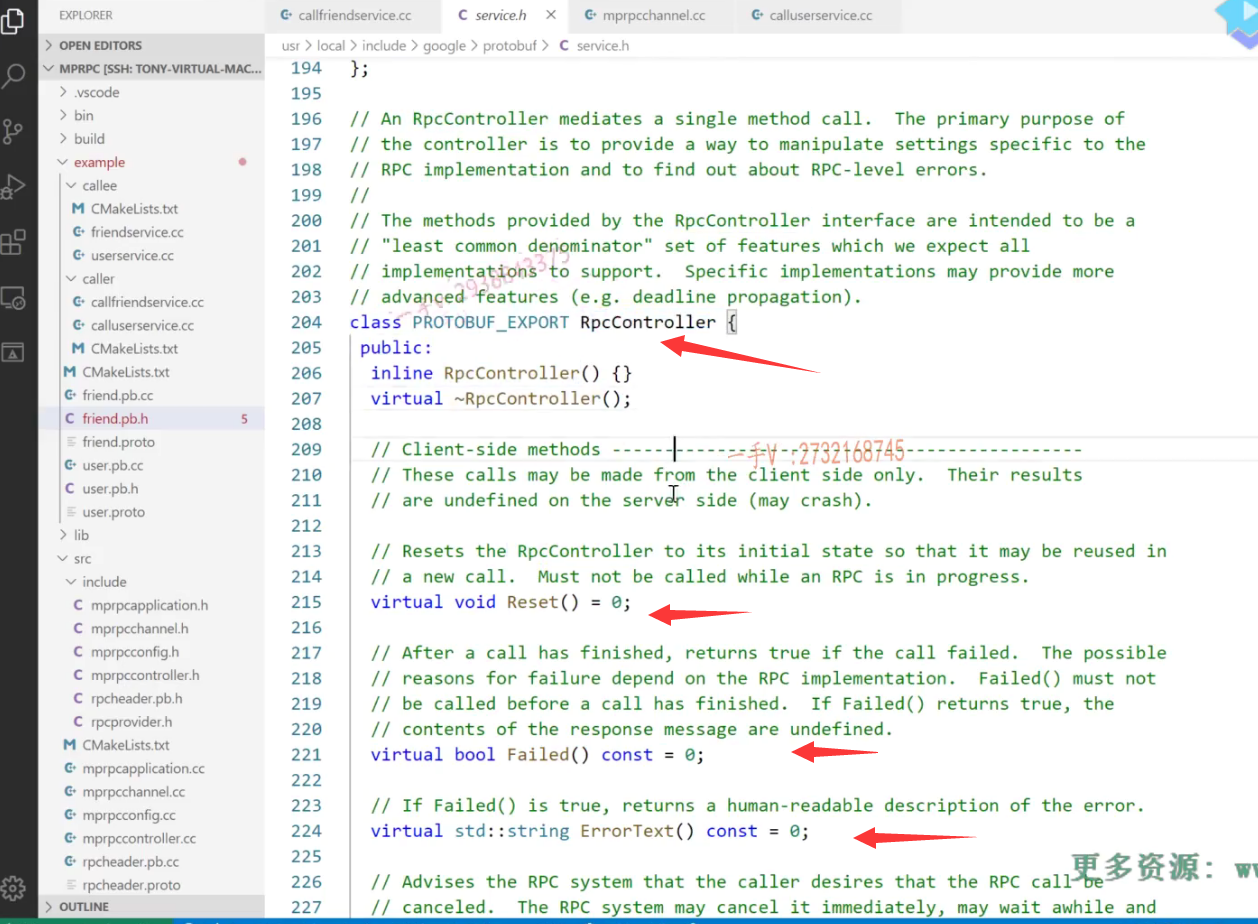 EXPLORER
callfriendservice.cc
service.h
mprpcchannel.cc
calluserservice.cc
OPEN EDITORS
MPRPC [SSH: TONY-VIRTUAL-MAC...
.vscode
bin
build
example
callee
CMakeLists.txt
friendservice.cc
userservice.cc
caller
callfriendservice.cc
calluserservice.cc
CMakeLists.txt
CMakeLists.txt
friend.pb.cc
friend.pb.h 5
friend.proto
user.pb.cc
user.pb.h
user.proto
lib
src
include
mprpcapplication.h
mprpcchannel.h
mprpcconfig.h
mprpccontroller.h
rpcheader.pb.h
rpcprovider.h
CMakeLists.txt
mprpcapplication.cc
mprpcchannel.cc
mprpcconfig.cc
mprpccontroller.cc
rpcheader.pb.cc
rpcheader.proto
OUTLINE
usr > local > include > google > protobuf > C service.h
194 };
195
196 // An RpcController mediates a single method call.  The primary purpose of
197 // the controller is to provide a way to manipulate settings specific to the
198 // RPC implementation and to find out about RPC-level errors.
199 //
200 // The methods provided by the RpcController interface are intended to be a
201 // "least common denominator" set of features which we expect all
202 // implementations to support.  Specific implementations may provide more
203 // advanced features (e.g. deadline propagation).
204 class PROTOBUF_EXPORT RpcController {
205 public:
206 inline RpcController() {}
207 virtual ~RpcController();
208
209 // Client-side methods ---------------------------------------------
一手V :2732168745
210 // These calls may be made from the client side only.  Their results
211 // are undefined on the server side (may crash).
212
213 // Resets the RpcController to its initial state so that it may be reused in
214 // a new call.  Must not be called while an RPC is in progress.
215 virtual void Reset() = 0;
216
217 // After a call has finished, returns true if the call failed.  The possible
218 // reasons for failure depend on the RPC implementation.  Failed() must not
219 // be called before a call has finished.  If Failed() returns true, the
220 // contents of the response message are undefined.
221 virtual bool Failed() const = 0;
222
223 // If Failed() is true, returns a human-readable description of the error.
224 virtual std::string ErrorText() const = 0;
225
226 // Advises the RPC system that the caller desires that the RPC call be
227 // canceled.  The RPC system may cancel it immediately, may wait awhile and
更多资源：